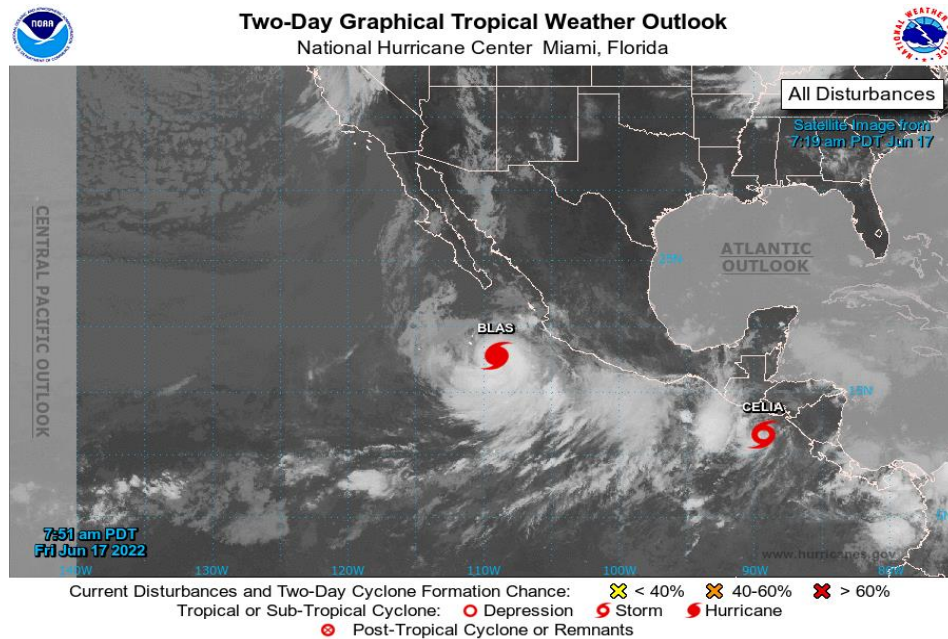 Two-Day Graphical Tropical Weather Outlook
National Hurricane Center Miami, Florida
NOAA
All Disturbances
Satellite Image from
7:19 am PDT Jun 17
CENTRAL PACIFIC OUTLOOK
ATLANTIC
OUTLOOK
25N
BLAS
15N
CELIA
5N
7:51 am PDT
Fri Jun 17 2022
www.hurricanes.gov
140W 130W 120W 110W 100W 90W 80W
Current Disturbances and Two-Day Cyclone Formation Chance: < 40% 40-60% > 60%
Tropical or Sub-Tropical Cyclone: Depression Storm Hurricane
Post-Tropical Cyclone or Remnants